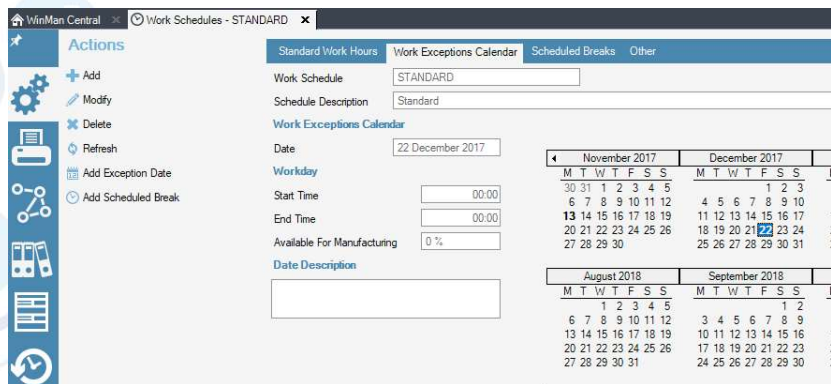 WinMan Central
Work Schedules - STANDARD
Actions
Add
Modify
Delete
Refresh
Add Exception Date
Add Scheduled Break
Standard Work Hours Work Exceptions Calendar Scheduled Breaks Other
Work Schedule STANDARD
Schedule Description Standard
Work Exceptions Calendar
Date 22 December 2017
Workday
Start Time 00:00
End Time 00:00
Available For Manufacturing 0 %
Date Description
November 2017
M T W T F S S
30 31 1 2 3 4 5
6 7 8 9 10 11 12
13 14 15 16 17 18 19
20 21 22 23 24 25 26
27 28 29 30
December 2017
M T W T F S S
1 2 3
4 5 6 7 8 9 10
11 12 13 14 15 16 17
18 19 20 21 22 23 24
25 26 27 28 29 30 31
August 2018
M T W T F S S
1 2 3 4 5
6 7 8 9 10 11 12
13 14 15 16 17 18 19
20 21 22 23 24 25 26
27 28 29 30 31
September 2018
M T W T F S S
1 2
3 4 5 6 7 8 9
10 11 12 13 14 15 16
17 18 19 20 21 22 23
24 25 26 27 28 29 30